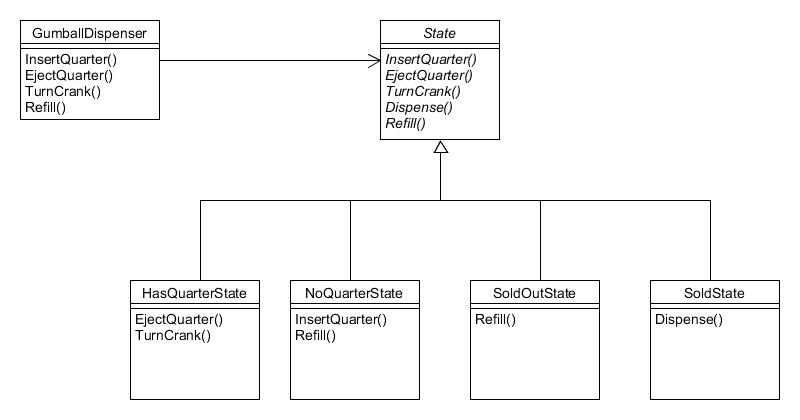 GumballDispenser
InsertQuarter()
EjectQuarter()
TurnCrank()
Refill()
State
InsertQuarter()
EjectQuarter()
TurnCrank()
Dispense()
Refill()
HasQuarterState
EjectQuarter()
TurnCrank()
NoQuarterState
InsertQuarter()
Refill()
SoldOutState
Refill()
SoldState
Dispense()